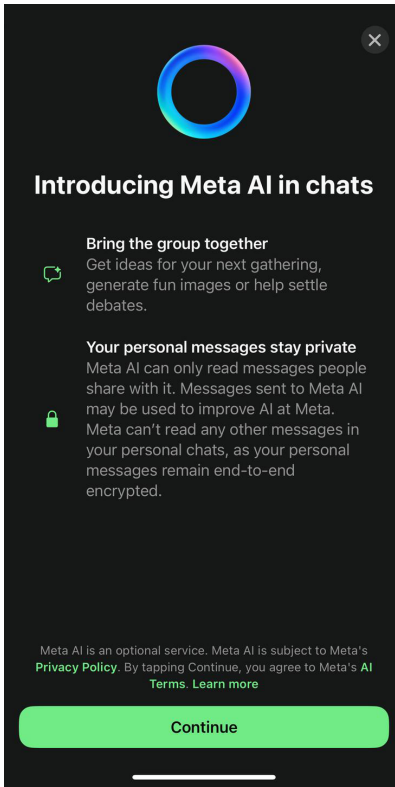 Introducing Meta AI in chats
Bring the group together
Get ideas for your next gathering,
generate fun images or help settle
debates.
Your personal messages stay private
Meta AI can only read messages people
share with it. Messages sent to Meta AI
may be used to improve AI at Meta.
Meta can’t read any other messages in
your personal chats, as your personal
messages remain end-to-end
encrypted.
Meta AI is an optional service. Meta AI is subject to Meta's
Privacy Policy. By tapping Continue, you agree to Meta's AI
Terms. Learn more
Continue